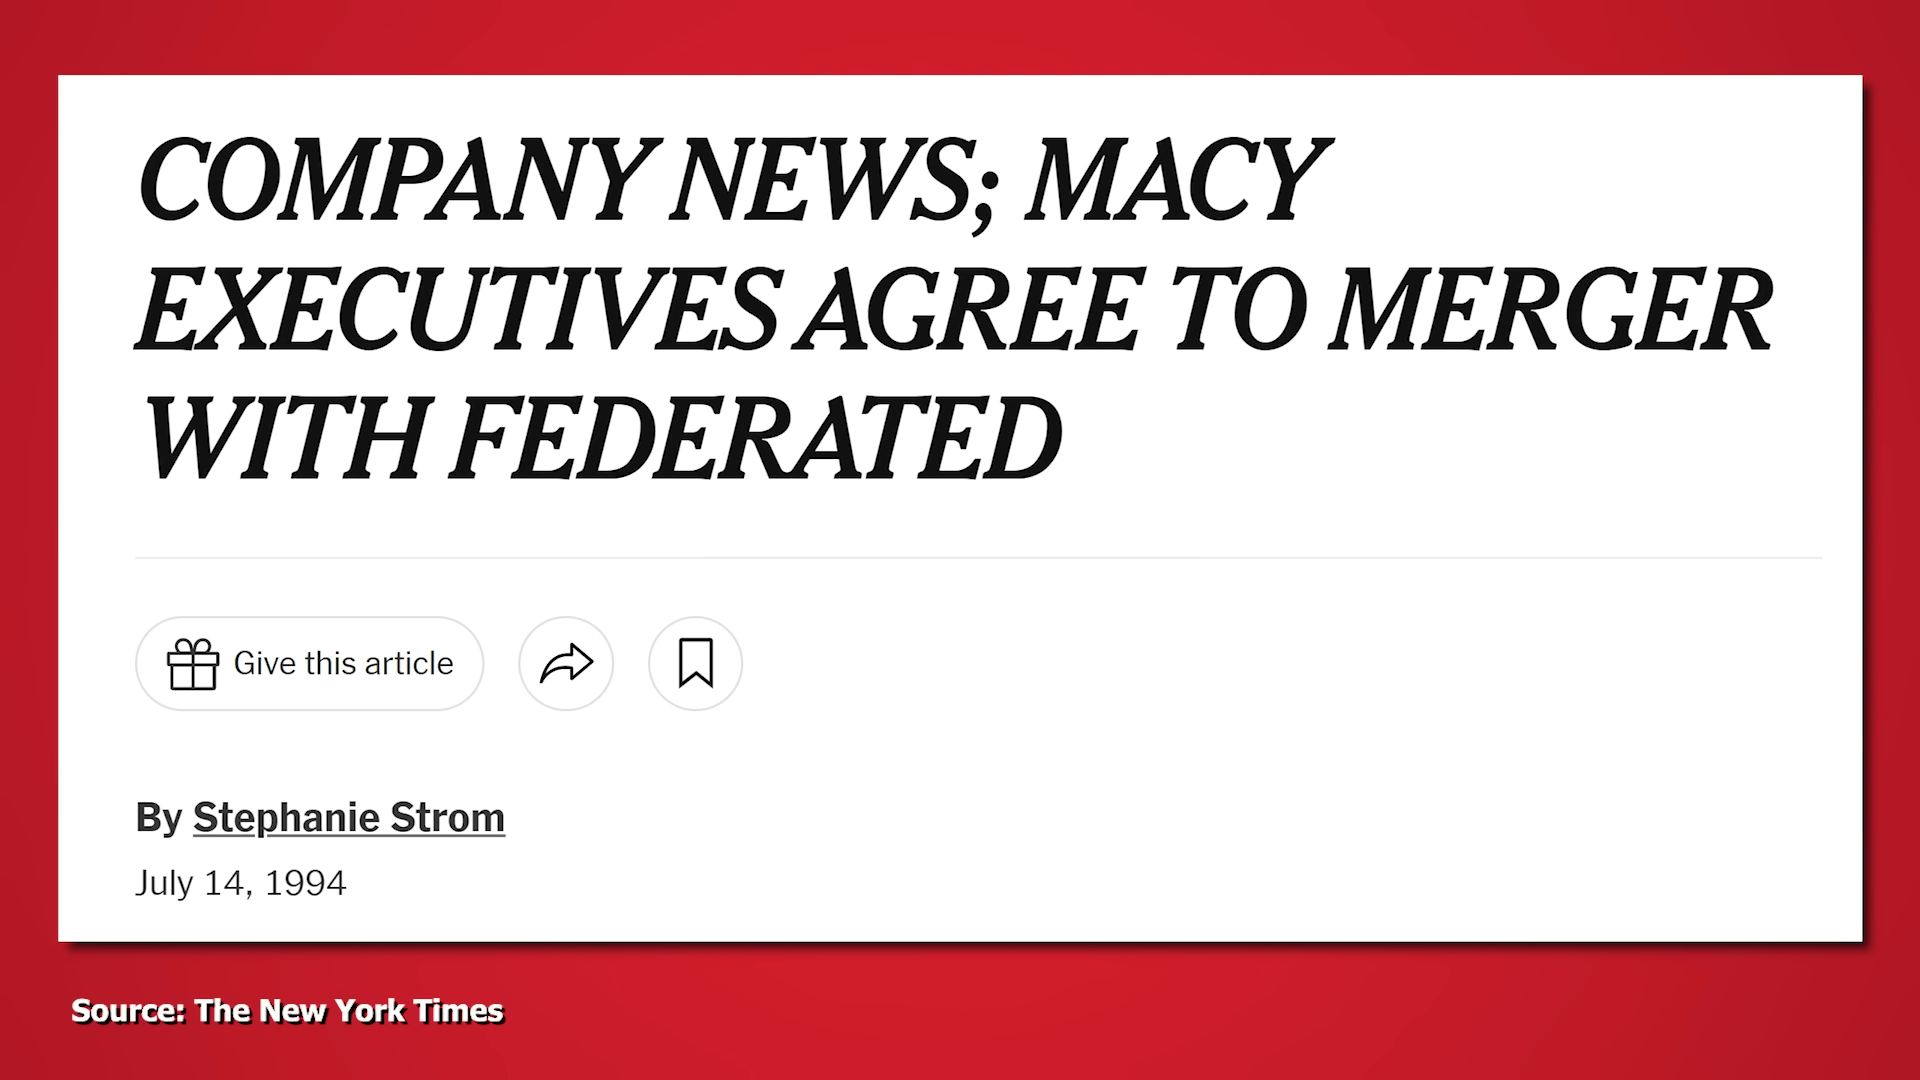 COMPANY NEWS; MACY
EXECUTIVES AGREE TO MERGER
WITH FEDERATED
Give this article
By Stephanie Strom
July 14, 1994
Source: The New York Times